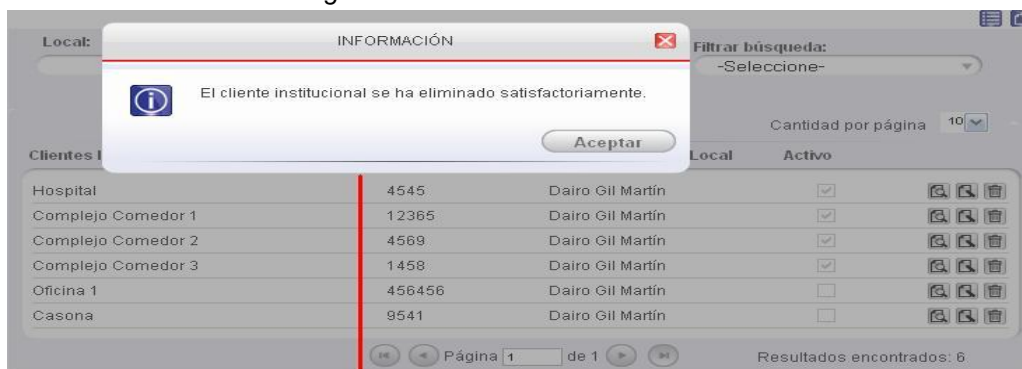 Local:
INFORMACIÓN
Filtrar búsqueda:
-Seleccione-
El cliente institucional se ha eliminado satisfactoriamente.
Cantidad por página 10
Aceptar
Clientes Local Activo
Hospital 4545 Dairo Gil Martín
Complejo Comedor 1 12365 Dairo Gil Martín
Complejo Comedor 2 4569 Dairo Gil Martín
Complejo Comedor 3 1458 Dairo Gil Martín
Oficina 1 456456 Dairo Gil Martín
Casona 9541 Dairo Gil Martín
Página 1 de 1 Resultados encontrados: 6